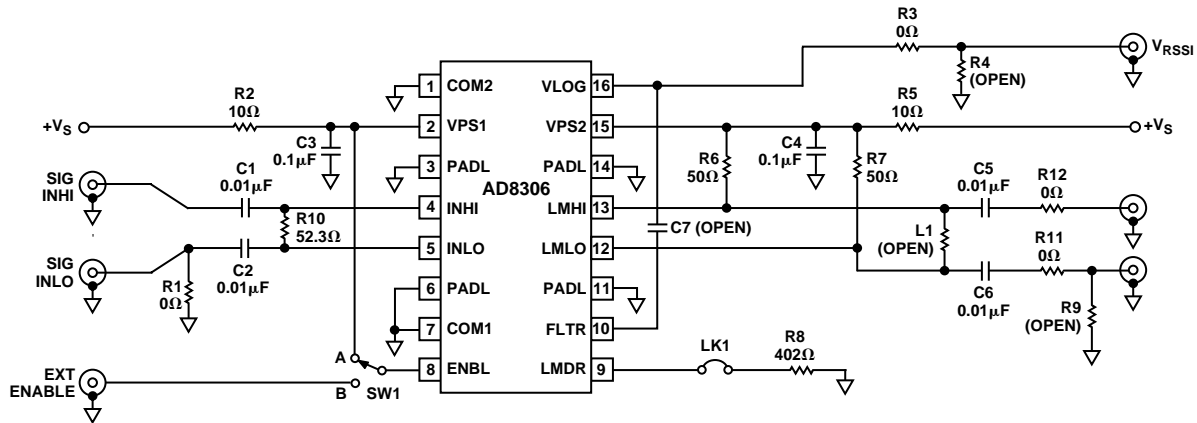 R3
0Ω
VRSSI
R4
(OPEN)
1 COM2
VLOG 16
R2
10Ω
R5
10Ω
+VS
2 VPS1
VPS2 15
+VS
C3
0.1µF
R6
50Ω
C4
0.1µF
R7
50Ω
3 PADL
PADL 14
AD8306
SIG
INHI
C1
0.01µF
4 INHI
LMHI 13
C5
0.01µF
R12
0Ω
R10
52.3Ω
C7 (OPEN)
L1
(OPEN)
5 INLO
LMLO 12
SIG
INLO
C2
0.01µF
R1
0Ω
R11
0Ω
C6
0.01µF
R9
(OPEN)
6 PADL
PADL 11
7 COM1
FLTR 10
8 ENBL
LMDR 9
LK1
R8
402Ω
A
B
SW1
EXT
ENABLE